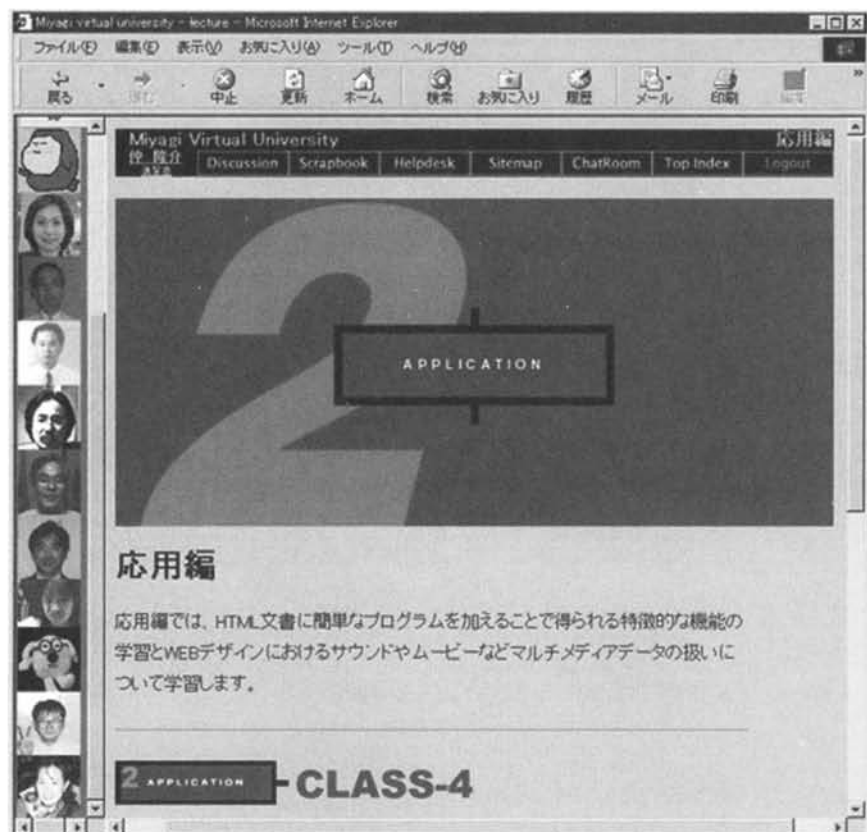 Miyagi virtual university - lecture - Microsoft Internet Explorer
ファイル(F) 編集(E) 表示(V) お気に入り(A) ツール(T) ヘルプ(H)
戻る 進む 中止 更新 ホーム 検索 お気に入り 履歴 メール 印刷 編集
Miyagi Virtual University 応用編
仲 隆介 Discussion Scrapbook Helpdesk Sitemap ChatRoom Top Index Logout
2
APPLICATION
応用編
応用編では、HTML文書に簡単なプログラムを加えることで得られる特徴的な機能の
学習とWEBデザインにおけるサウンドやムービーなどマルチメディアデータの扱いに
ついて学習します。
2 APPLICATION CLASS-4